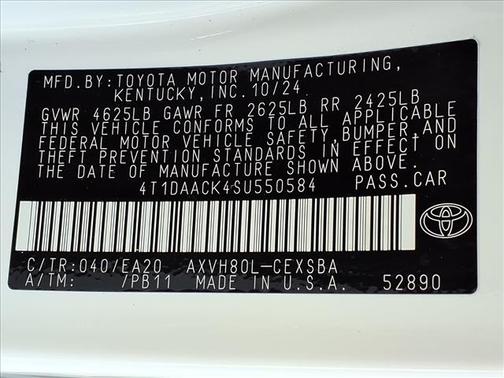 MFD.BY:TOYOTA MOTOR MANUFACTURING,
KENTUCKY, INC.10/24
GVWR 4625LB GAWR FR 2625LB RR 2425LB
THIS VEHICLE CONFORMS TO ALL APPLICABLE
FEDERAL MOTOR VEHICLE SAFETY, BUMPER,AND
THEFT PREVENTION STANDARDS IN EFFECT ON
THE DATE OF MANUFACTURE SHOWN ABOVE.
4T1DAACK4SU550584 PASS.CAR
C/TR:040/EA20 AXVH80L-CEXSBA
A/TM: /PB11 MADE IN U.S.A. 52890